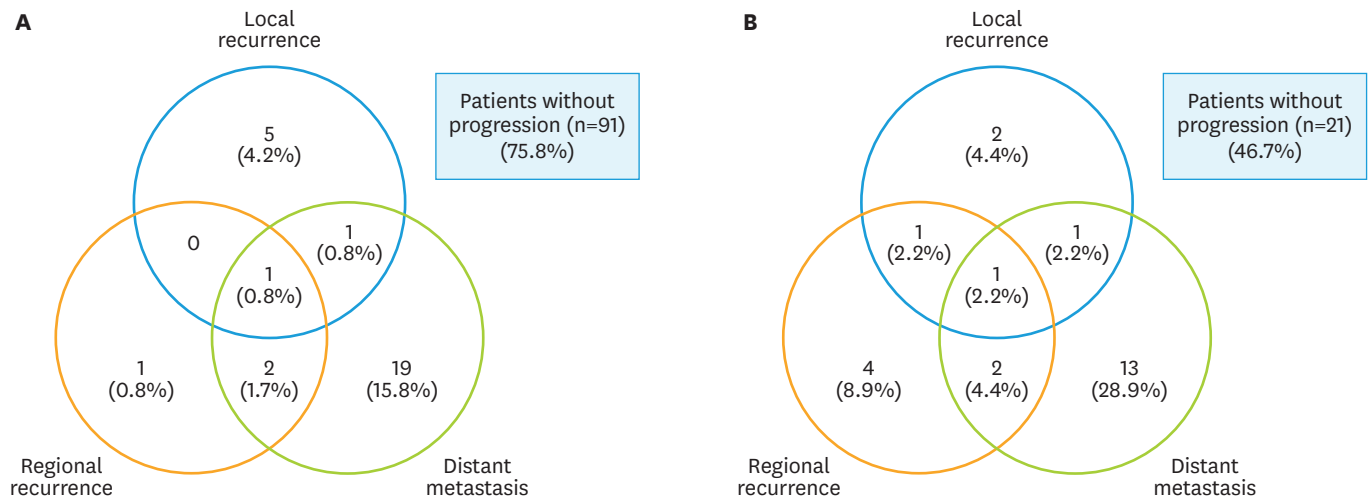 A
Local
recurrence
Patients without
progression (n=91)
(75.8%)
5
(4.2%)
0
1
(0.8%)
1
(0.8%)
1
(0.8%)
2
(1.7%)
19
(15.8%)
Regional
recurrence
Distant
metastasis
B
Local
recurrence
Patients without
progression (n=21)
(46.7%)
2
(4.4%)
1
(2.2%)
1
(2.2%)
1
(2.2%)
4
(8.9%)
2
(4.4%)
13
(28.9%)
Regional
recurrence
Distant
metastasis